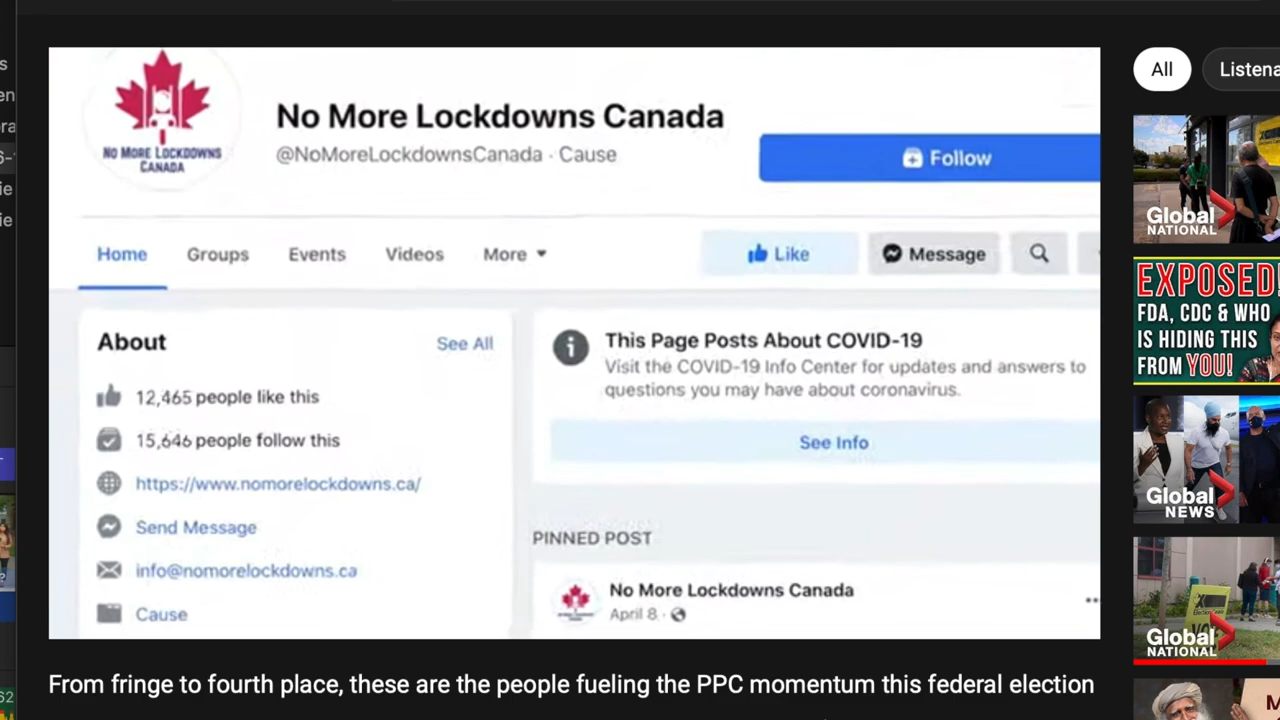 NO MORE LOCKDOWNS
CANADA
No More Lockdowns Canada
@NoMoreLockdownsCanada · Cause
Follow
Home
Groups
Events
Videos
More
Like
Message
About
See All
12,465 people like this
15,646 people follow this
https://www.nomorelockdowns.ca/
Send Message
info@nomorelockdowns.ca
Cause
This Page Posts About COVID-19
Visit the COVID-19 Info Center for updates and answers to
questions you may have about coronavirus.
See Info
PINNED POST
No More Lockdowns Canada
April 8 ·
From fringe to fourth place, these are the people fueling the PPC momentum this federal election
All
Global
NATIONAL
EXPOSED!
FDA, CDC & WHO
IS HIDING THIS
FROM YOU!
Global
NEWS
Global
NATIONAL